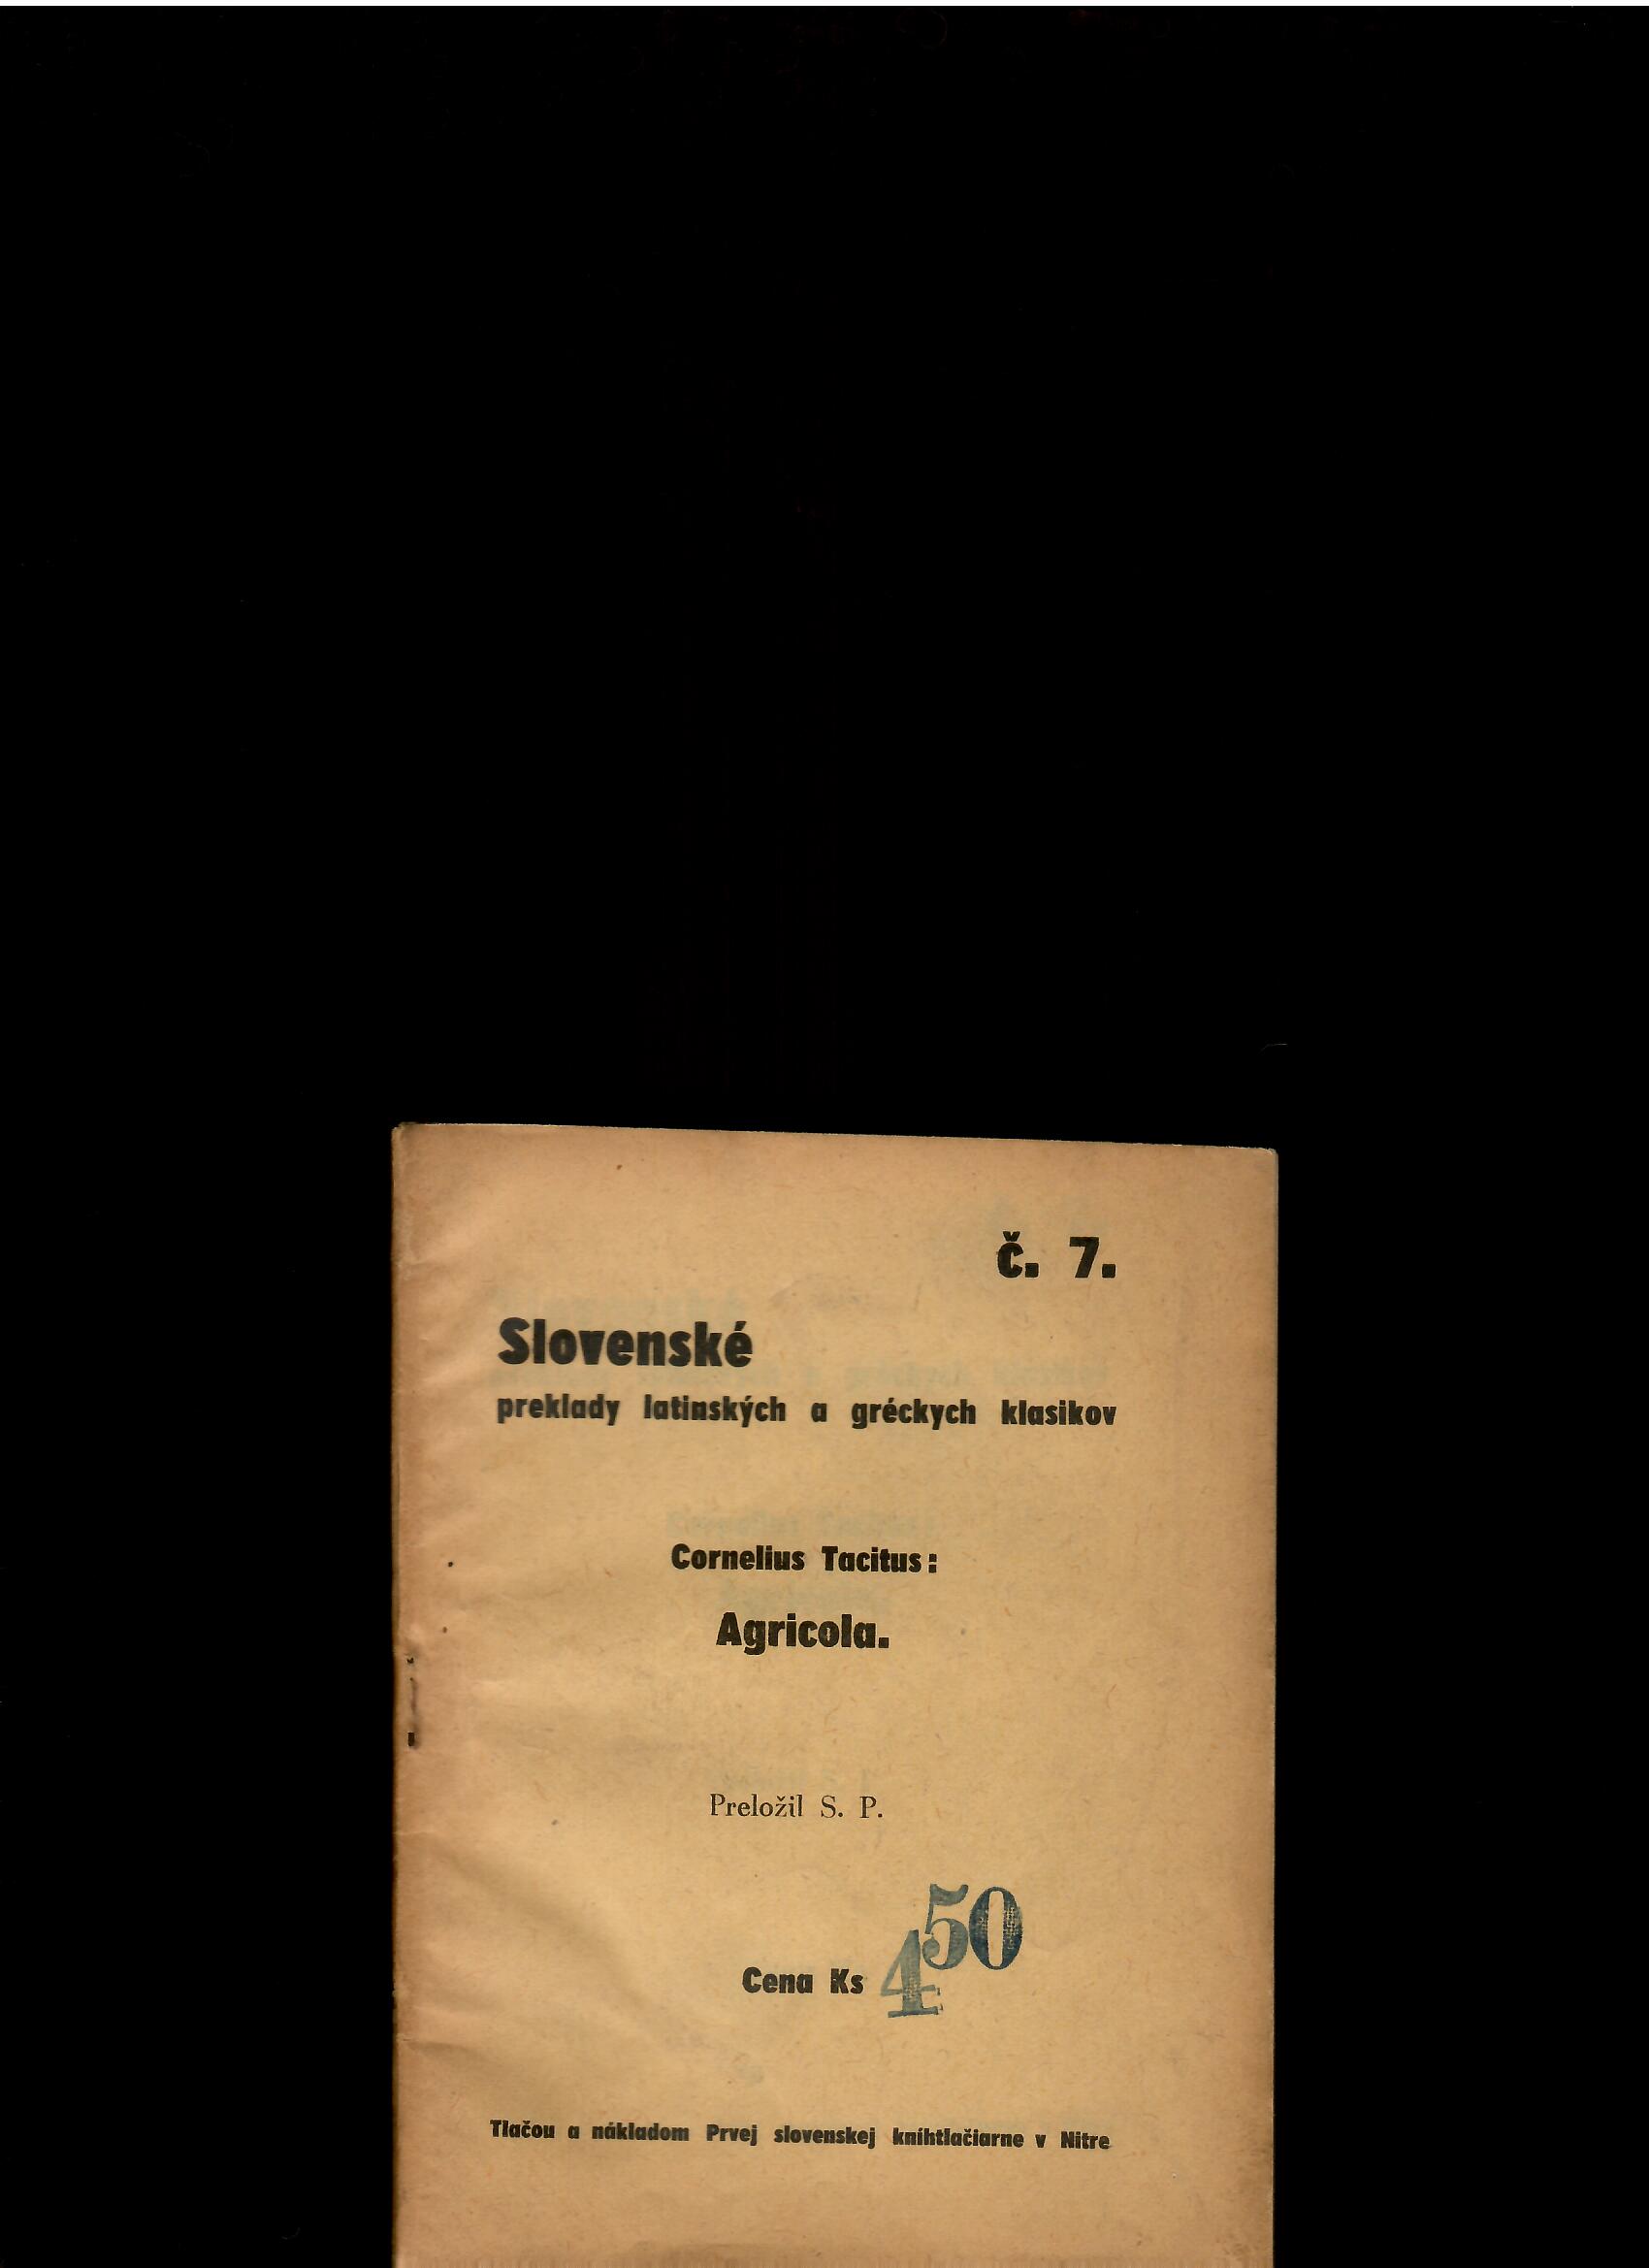 č. 7.
Slovenské
preklady latinských a gréckych klasikov
Cornelius Tacitus:
Agricola.
Preložil S. P.
Cena Ks 4 50
Tlačou a nákladom Prvej slovenskej kníhtlačiarne v Nitre